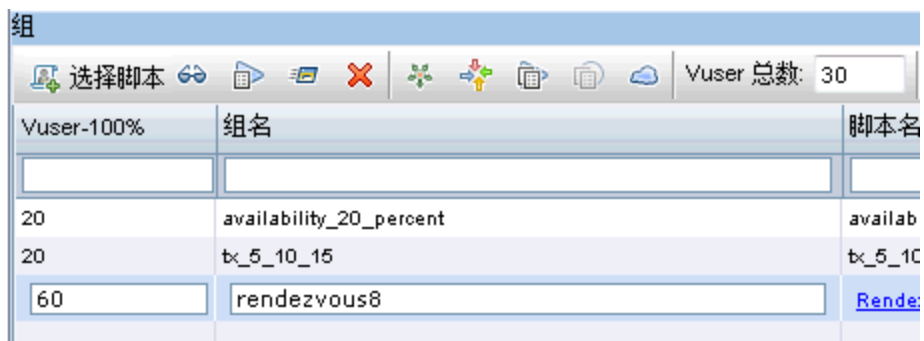 组
选择脚本 Vuser 总数: 30
Vuser-100% 组名 脚本名
20 availability_20_percent availab
20 tx_5_10_15 tx_5_10
60 rendezvous8 Rendez